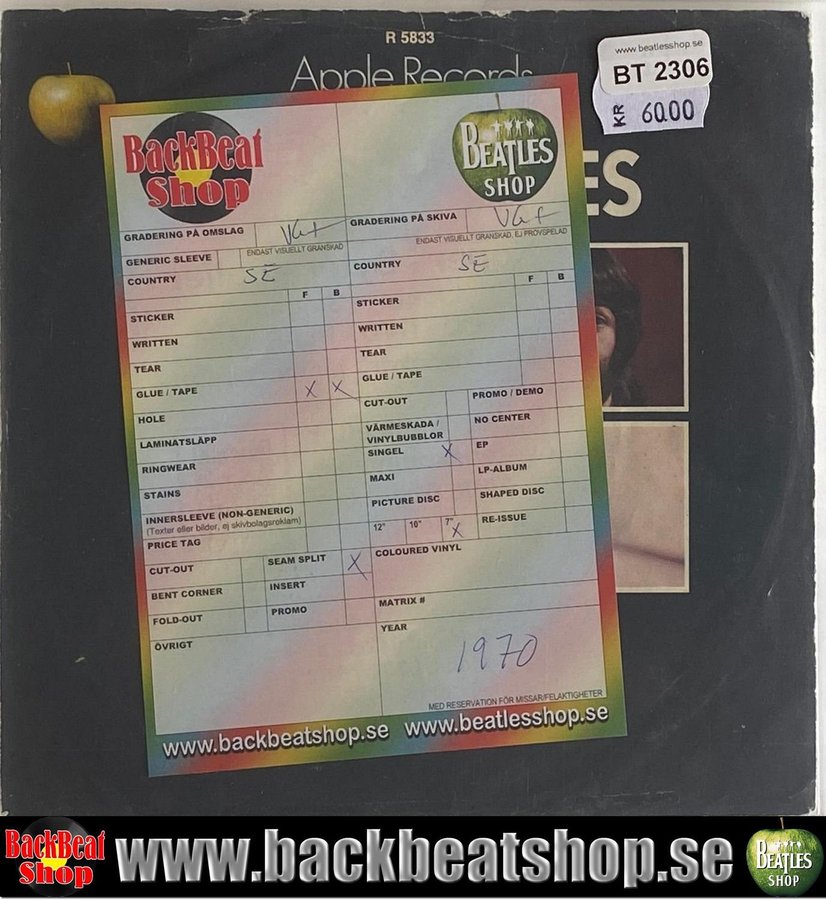 R 5833
Apple Records
www.beatlesshop.se
BT 2306
KR 60.00
ES
BackBeat
Shop
BEATLES
SHOP
GRADERING PÅ OMSLAG VG+
ENDAST VISUELLT GRANSKAD
GENERIC SLEEVE
COUNTRY SE
F B
STICKER
WRITTEN
TEAR
GLUE / TAPE X X
HOLE
LAMINATSLÄPP
RINGWEAR
STAINS
INNERSLEEVE (NON-GENERIC)
(Texter eller bilder, ej skivbolagsreklam)
PRICE TAG
CUT-OUT SEAM SPLIT X
BENT CORNER INSERT
FOLD-OUT PROMO
ÖVRIGT
GRADERING PÅ SKIVA VG+
ENDAST VISUELLT GRANSKAD, EJ PROVSPELAD
COUNTRY SE
F B
STICKER
WRITTEN
TEAR
GLUE / TAPE
CUT-OUT PROMO / DEMO
VÄRMESKADA /
VINYLBUBBLOR NO CENTER
SINGEL X EP
MAXI LP-ALBUM
PICTURE DISC SHAPED DISC
12" 10" 7" X RE-ISSUE
COLOURED VINYL
MATRIX #
YEAR
1970
MED RESERVATION FÖR MISSAR/FELAKTIGHETER
www.backbeatshop.se www.beatlesshop.se
BackBeat
Shop
www.backbeatshop.se
BEATLES
SHOP